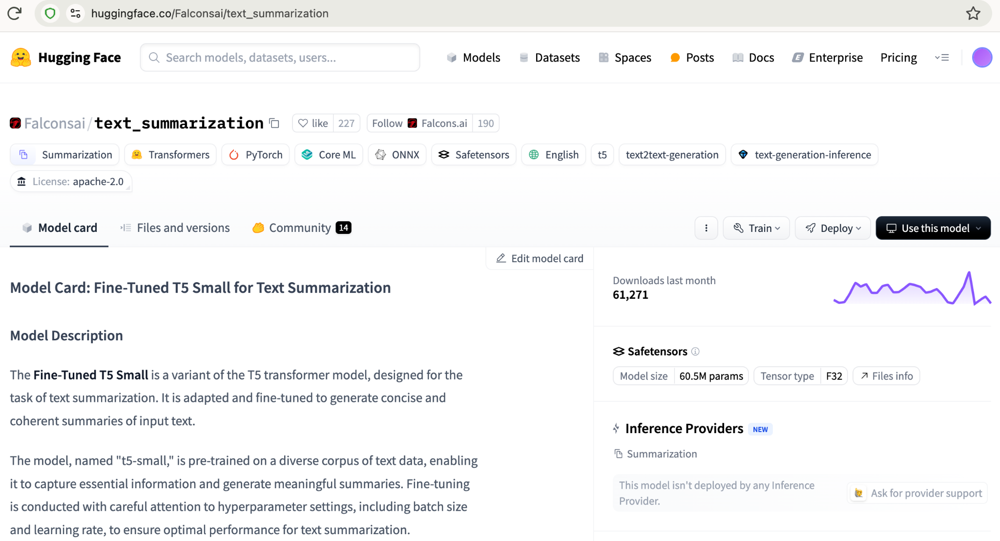 huggingface.co/Falconsai/text_summarization
Hugging Face
Search models, datasets, users...
Models
Datasets
Spaces
Posts
Docs
Enterprise
Pricing
Falconsai/text_summarization
like 227
Follow Falcons.ai 190
Summarization
Transformers
PyTorch
Core ML
ONNX
Safetensors
English
t5
text2text-generation
text-generation-inference
License: apache-2.0
Model card
Files and versions
Community 14
Train
Deploy
Use this model
Edit model card
Model Card: Fine-Tuned T5 Small for Text Summarization
Model Description
The Fine-Tuned T5 Small is a variant of the T5 transformer model, designed for the
task of text summarization. It is adapted and fine-tuned to generate concise and
coherent summaries of input text.
The model, named "t5-small," is pre-trained on a diverse corpus of text data, enabling
it to capture essential information and generate meaningful summaries. Fine-tuning
is conducted with careful attention to hyperparameter settings, including batch size
and learning rate, to ensure optimal performance for text summarization.
Downloads last month
61,271
Safetensors
Model size 60.5M params
Tensor type F32
Files info
Inference Providers NEW
Summarization
This model isn't deployed by any Inference
Provider.
Ask for provider support